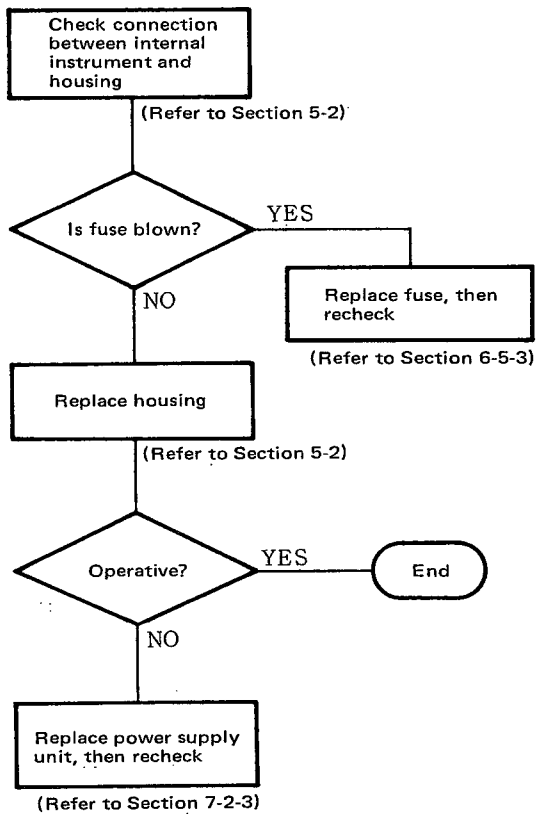 Check connection
between internal
instrument and
housing
(Refer to Section 5-2)
Is fuse blown?
YES
NO
Replace fuse, then
recheck
(Refer to Section 6-5-3)
Replace housing
(Refer to Section 5-2)
Operative?
YES
End
NO
Replace power supply
unit, then recheck
(Refer to Section 7-2-3)